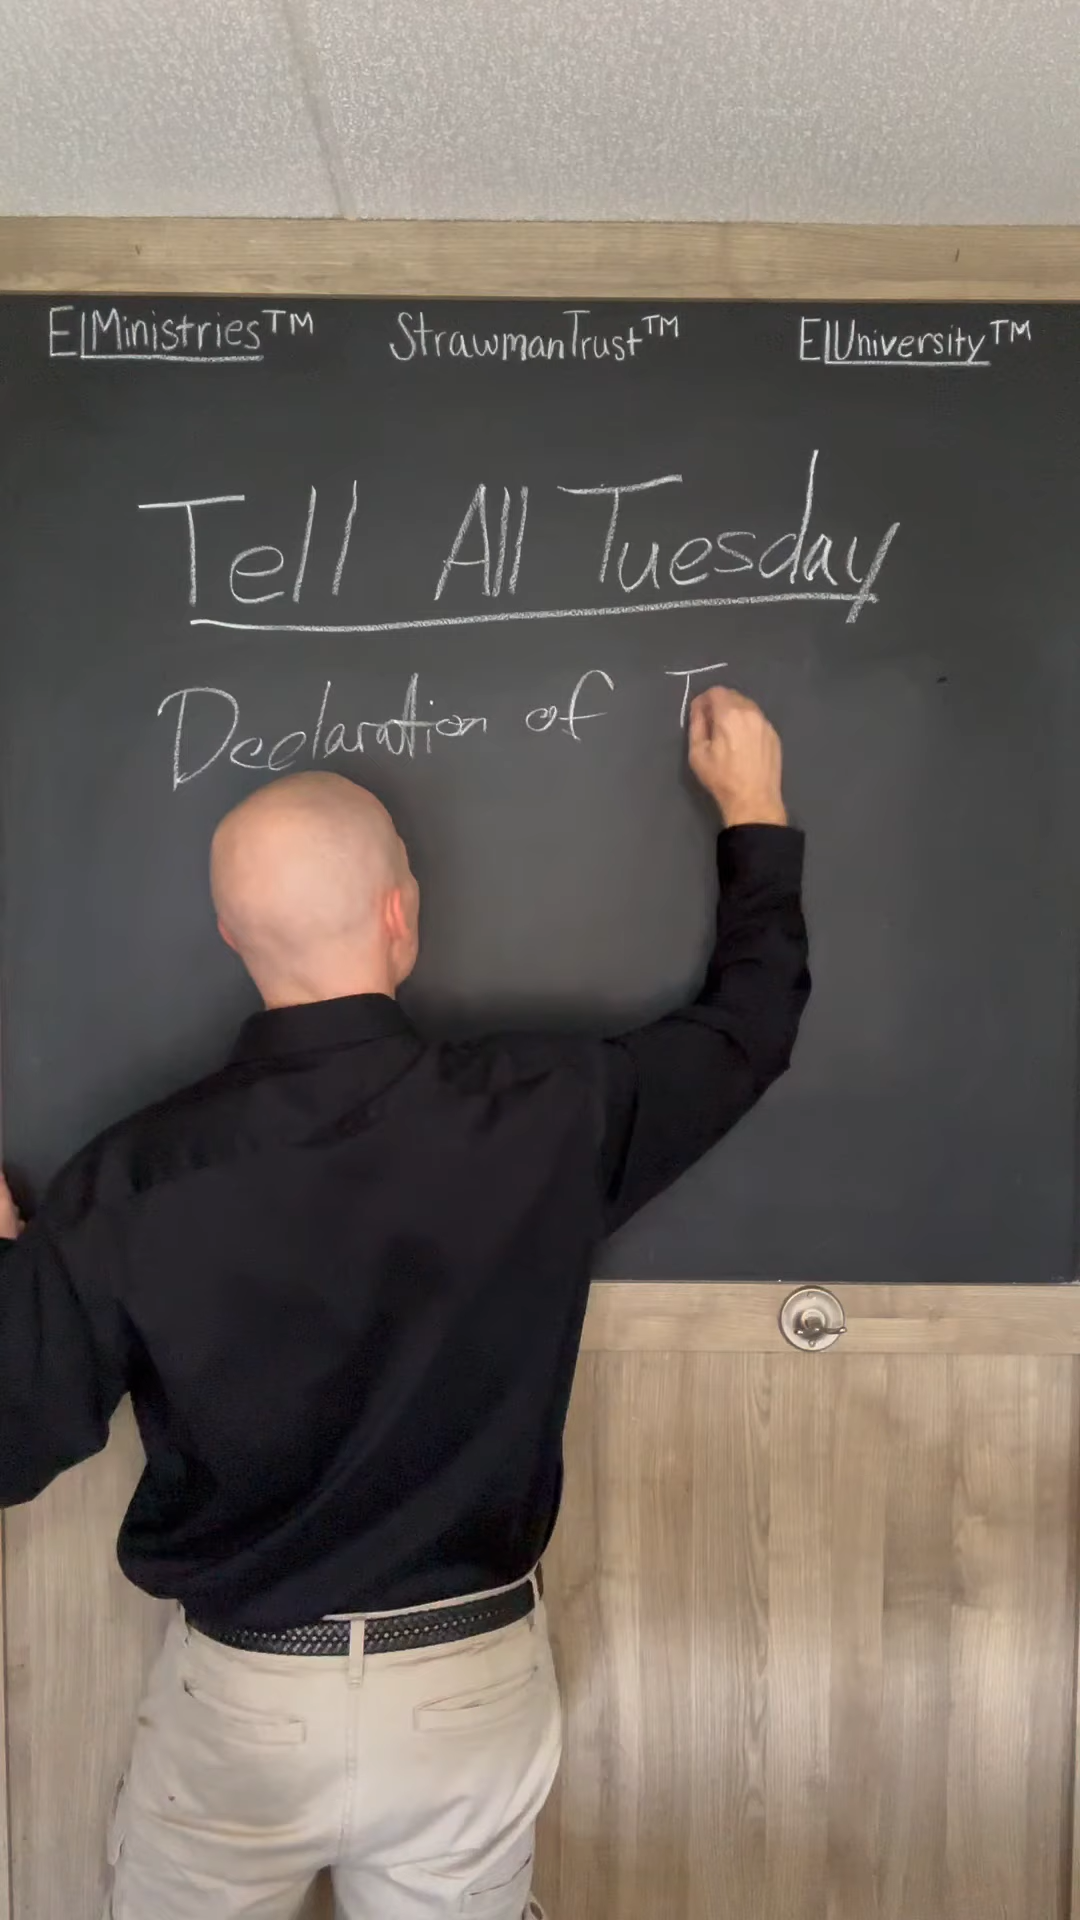 ELMinistries™ StrawmanTrust™ ELUniversity™
Tell All Tuesday
Declaration of T